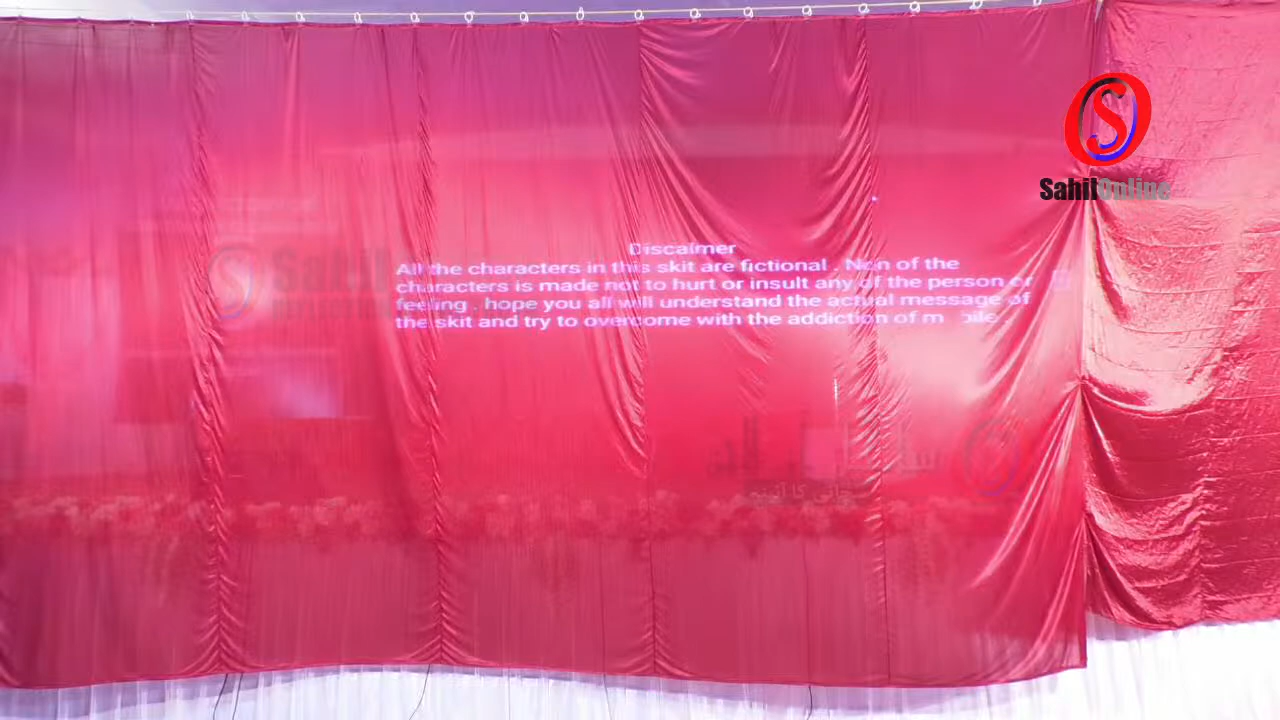 SahilOnline
Discalmer
All the characters in this skit are fictional . Non of the
characters is made not to hurt or insult any of the person or
feeling . hope you all will understand the actual message of
the skit and try to overcome with the addiction of
Sahil